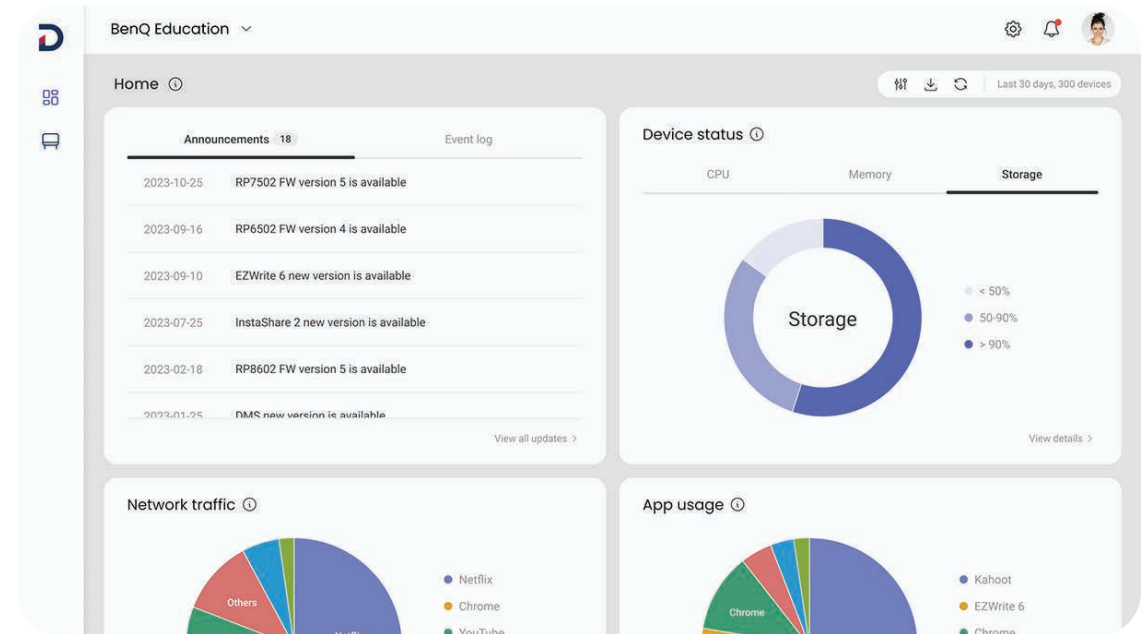 BenQ Education
Home
Last 30 days, 300 devices
Announcements 18
Event log
2023-10-25 RP7502 FW version 5 is available
2023-09-16 RP6502 FW version 4 is available
2023-09-10 EZWrite 6 new version is available
2023-07-25 InstaShare 2 new version is available
2023-02-18 RP8602 FW version 5 is available
2023-01-25 DMS new version is available
View all updates >
Device status
CPU
Memory
Storage
Storage
< 50%
50-90%
> 90%
View details >
Network traffic
Others
Netflix
Chrome
YouTube
App usage
Chrome
Kahoot
EZWrite 6
Chrome